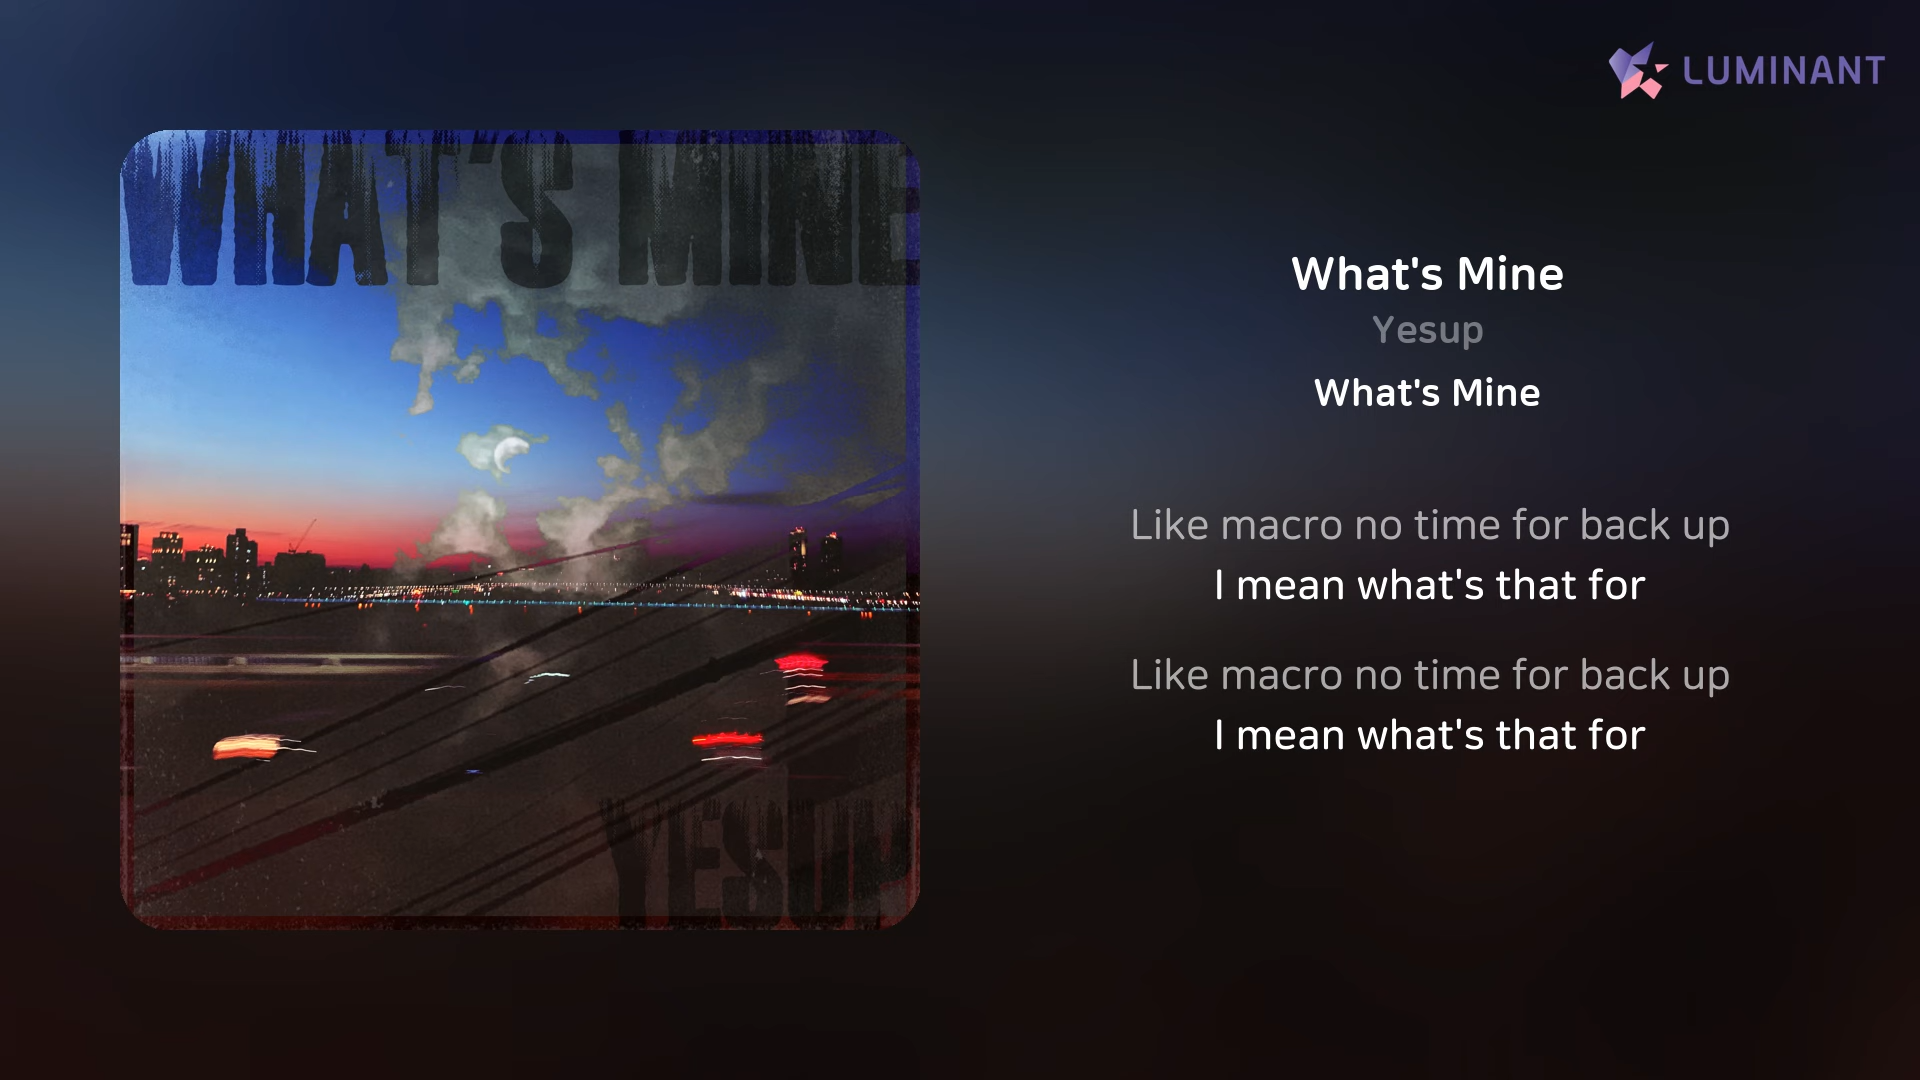 LUMINANT
WHAT'S MINE
YESUP
What's Mine
Yesup
What's Mine
Like macro no time for back up
I mean what's that for
Like macro no time for back up
I mean what's that for